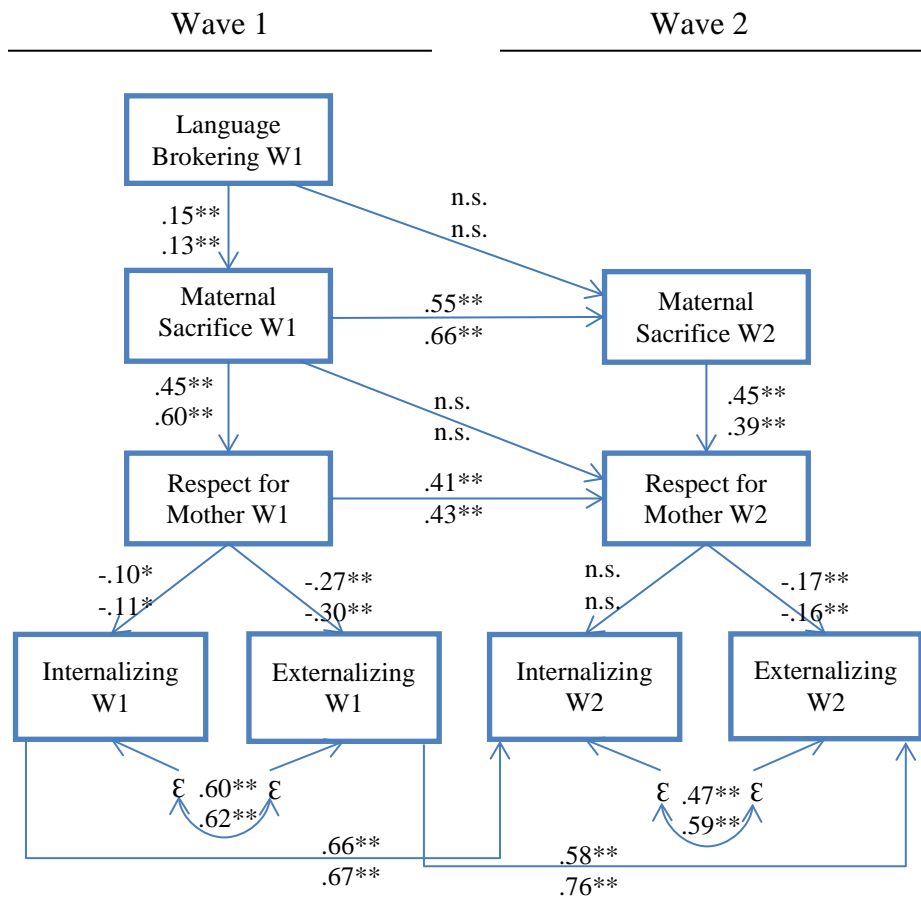 Wave 1
Wave 2
Language
Brokering W1
n.s.
n.s.
.15**
.13**
Maternal
Sacrifice W1
.55**
.66**
Maternal
Sacrifice W2
.45**
.60**
n.s.
n.s.
.45**
.39**
Respect for
Mother W1
.41**
.43**
Respect for
Mother W2
-.10*
-.11*
-.27**
-.30**
n.s.
n.s.
-.17**
-.16**
Internalizing
W1
Externalizing
W1
Internalizing
W2
Externalizing
W2
Ɛ .60** Ɛ
.62**
Ɛ .47** Ɛ
.59**
.66**
.67**
.58**
.76**